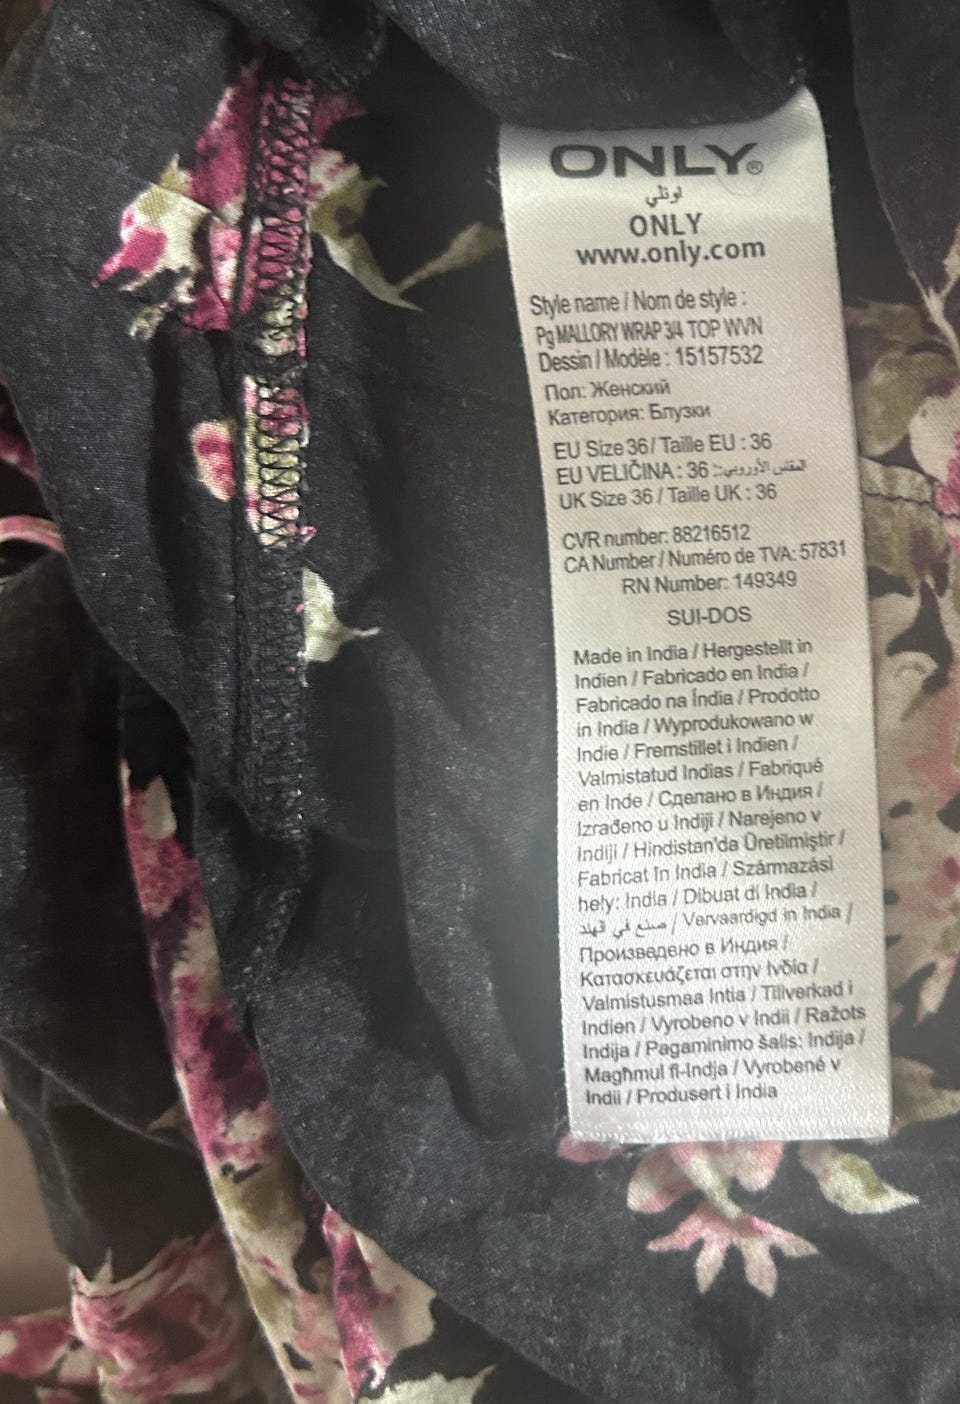 ONLY®
اونلي
ONLY
www.only.com
Style name / Nom de style :
Pg MALLORY WRAP 3/4 TOP WVN
Dessin / Modèle : 15157532
Пол: Женский
Категория: Блузки
EU Size 36 / Taille EU : 36
EU VELIČINA : 36 :المقاس الأوروبي
UK Size 36 / Taille UK : 36
CVR number: 88216512
CA Number / Numéro de TVA: 57831
RN Number: 149349
SUI-DOS
Made in India / Hergestellt in
Indien / Fabricado en India /
Fabricado na Índia / Prodotto
in India / Wyprodukowano w
Indie / Fremstillet i Indien /
Valmistatud Indias / Fabriqué
en Inde / Сделано в Индия /
Izrađeno u Indiji / Narejeno v
Indiji / Hindistan'da Üretilmiştir /
Fabricat în India / Származási
hely: India / Dibuat di India /
صنع في الهند / Vervaardigd in India /
Произведено в Индия /
Κατασκευάζεται στην Ινδία /
Valmistusmaa Intia / Tillverkad i
Indien / Vyrobeno v Indii / Ražots
Indija / Pagaminimo šalis: Indija /
Magħmul fl-Indja / Vyrobené v
Indii / Produsert i India